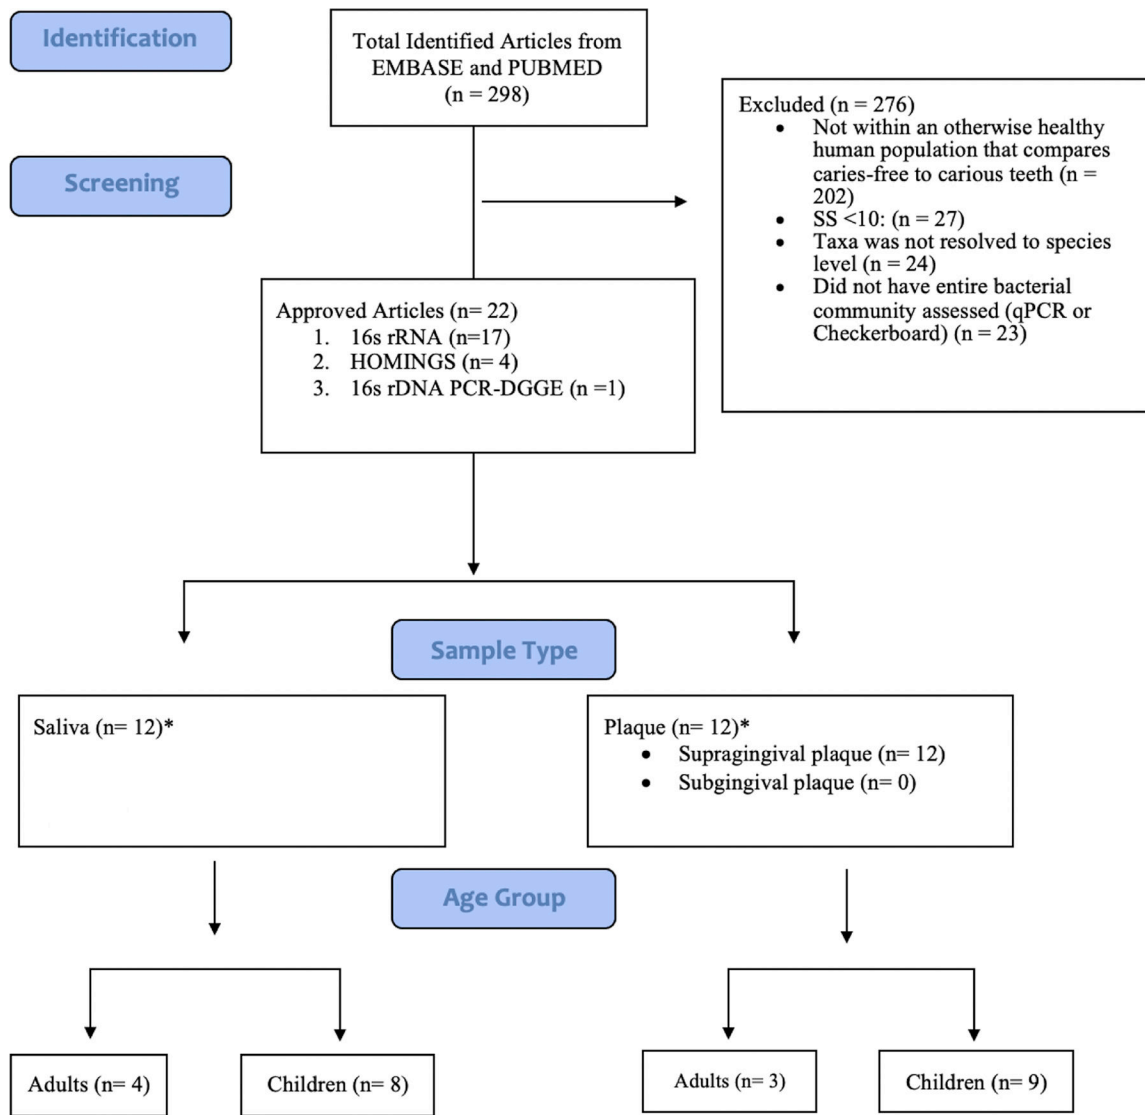 Identification
Total Identified Articles from
EMBASE and PUBMED
(n = 298)
Excluded (n = 276)
• Not within an otherwise healthy
human population that compares
caries-free to carious teeth (n =
202)
• SS <10: (n = 27)
• Taxa was not resolved to species
level (n = 24)
• Did not have entire bacterial
community assessed (qPCR or
Checkerboard) (n = 23)
Screening
Approved Articles (n= 22)
1. 16s rRNA (n=17)
2. HOMINGS (n= 4)
3. 16s rDNA PCR-DGGE (n =1)
Sample Type
Saliva (n= 12)*
Plaque (n= 12)*
• Supragingival plaque (n= 12)
• Subgingival plaque (n= 0)
Age Group
Adults (n= 4)
Children (n= 8)
Adults (n= 3)
Children (n= 9)